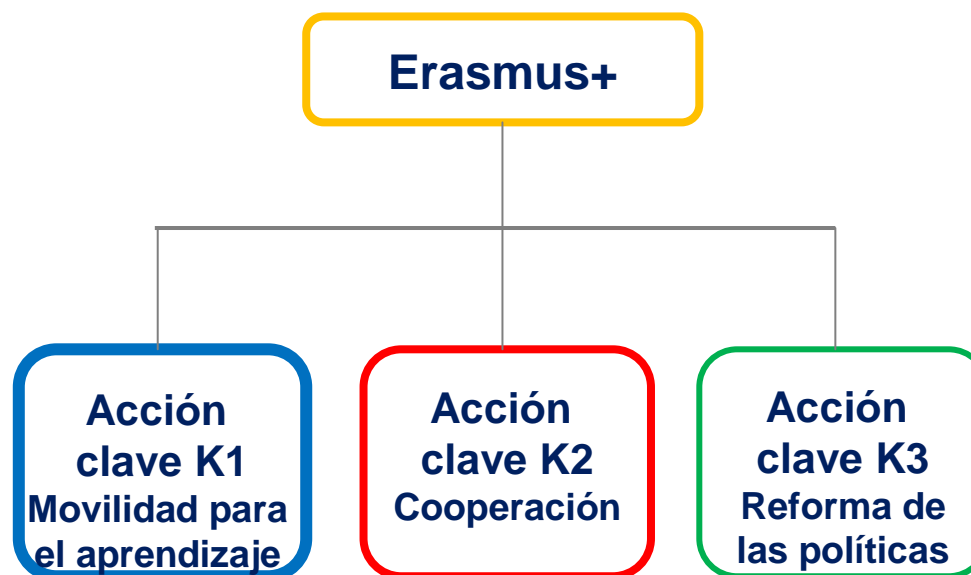 Erasmus+
Acción
clave K1
Movilidad para
el aprendizaje
Acción
clave K2
Cooperación
Acción
clave K3
Reforma de
las políticas